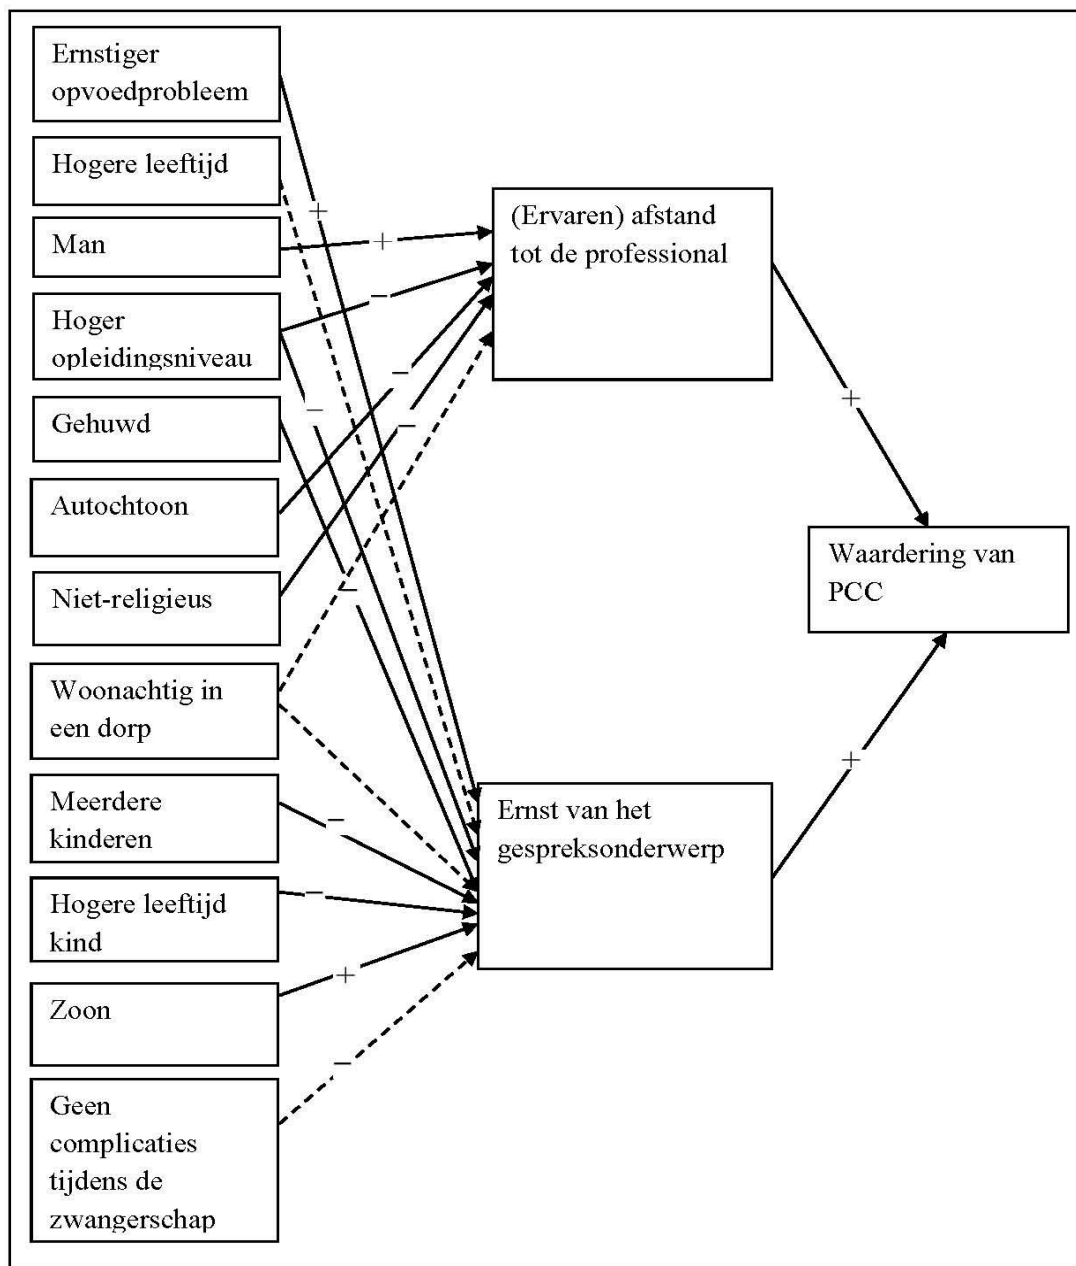 Ernstiger
opvoedprobleem
Hogere leeftijd
Man
Hoger
opleidingsniveau
Gehuwd
Autochtoon
Niet-religieus
Woonachtig in
een dorp
Meerdere
kinderen
Hogere leeftijd
kind
Zoon
Geen
complicaties
tijdens de
zwangerschap
+
+
–
–
–
–
–
–
–
+
–
(Ervaren) afstand
tot de professional
Ernst van het
gespreksonderwerp
+
+
Waardering van
PCC